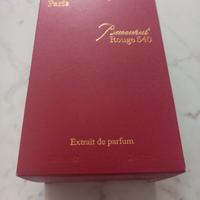 Paris
Baccarat
Rouge 540
Extrait de parfum